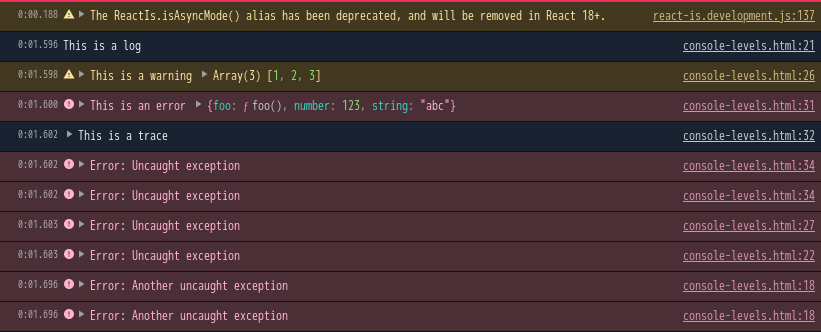 0:00.188 The ReactIs.isAsyncMode() alias has been deprecated, and will be removed in React 18+. react-is.development.js:137
0:01.596 This is a log console-levels.html:21
0:01.598 This is a warning Array(3) [1, 2, 3] console-levels.html:26
0:01.600 This is an error {foo: ƒ foo(), number: 123, string: "abc"} console-levels.html:31
0:01.602 This is a trace console-levels.html:32
0:01.602 Error: Uncaught exception console-levels.html:34
0:01.602 Error: Uncaught exception console-levels.html:34
0:01.603 Error: Uncaught exception console-levels.html:27
0:01.603 Error: Uncaught exception console-levels.html:22
0:01.696 Error: Another uncaught exception console-levels.html:18
0:01.696 Error: Another uncaught exception console-levels.html:18